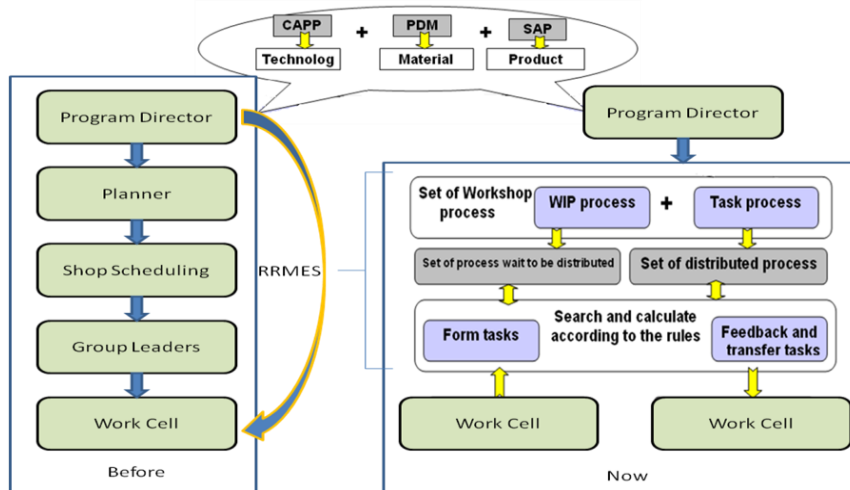 CAPP + PDM + SAP
Technolog Material Product
Program Director
Planner
Shop Scheduling
Group Leaders
Work Cell
Before
RRMES
Program Director
Set of Workshop
process
WIP process + Task process
Set of process wait to be distributed
Set of distributed process
Form tasks
Search and calculate
according to the rules
Feedback and
transfer tasks
Work Cell
Work Cell
Now